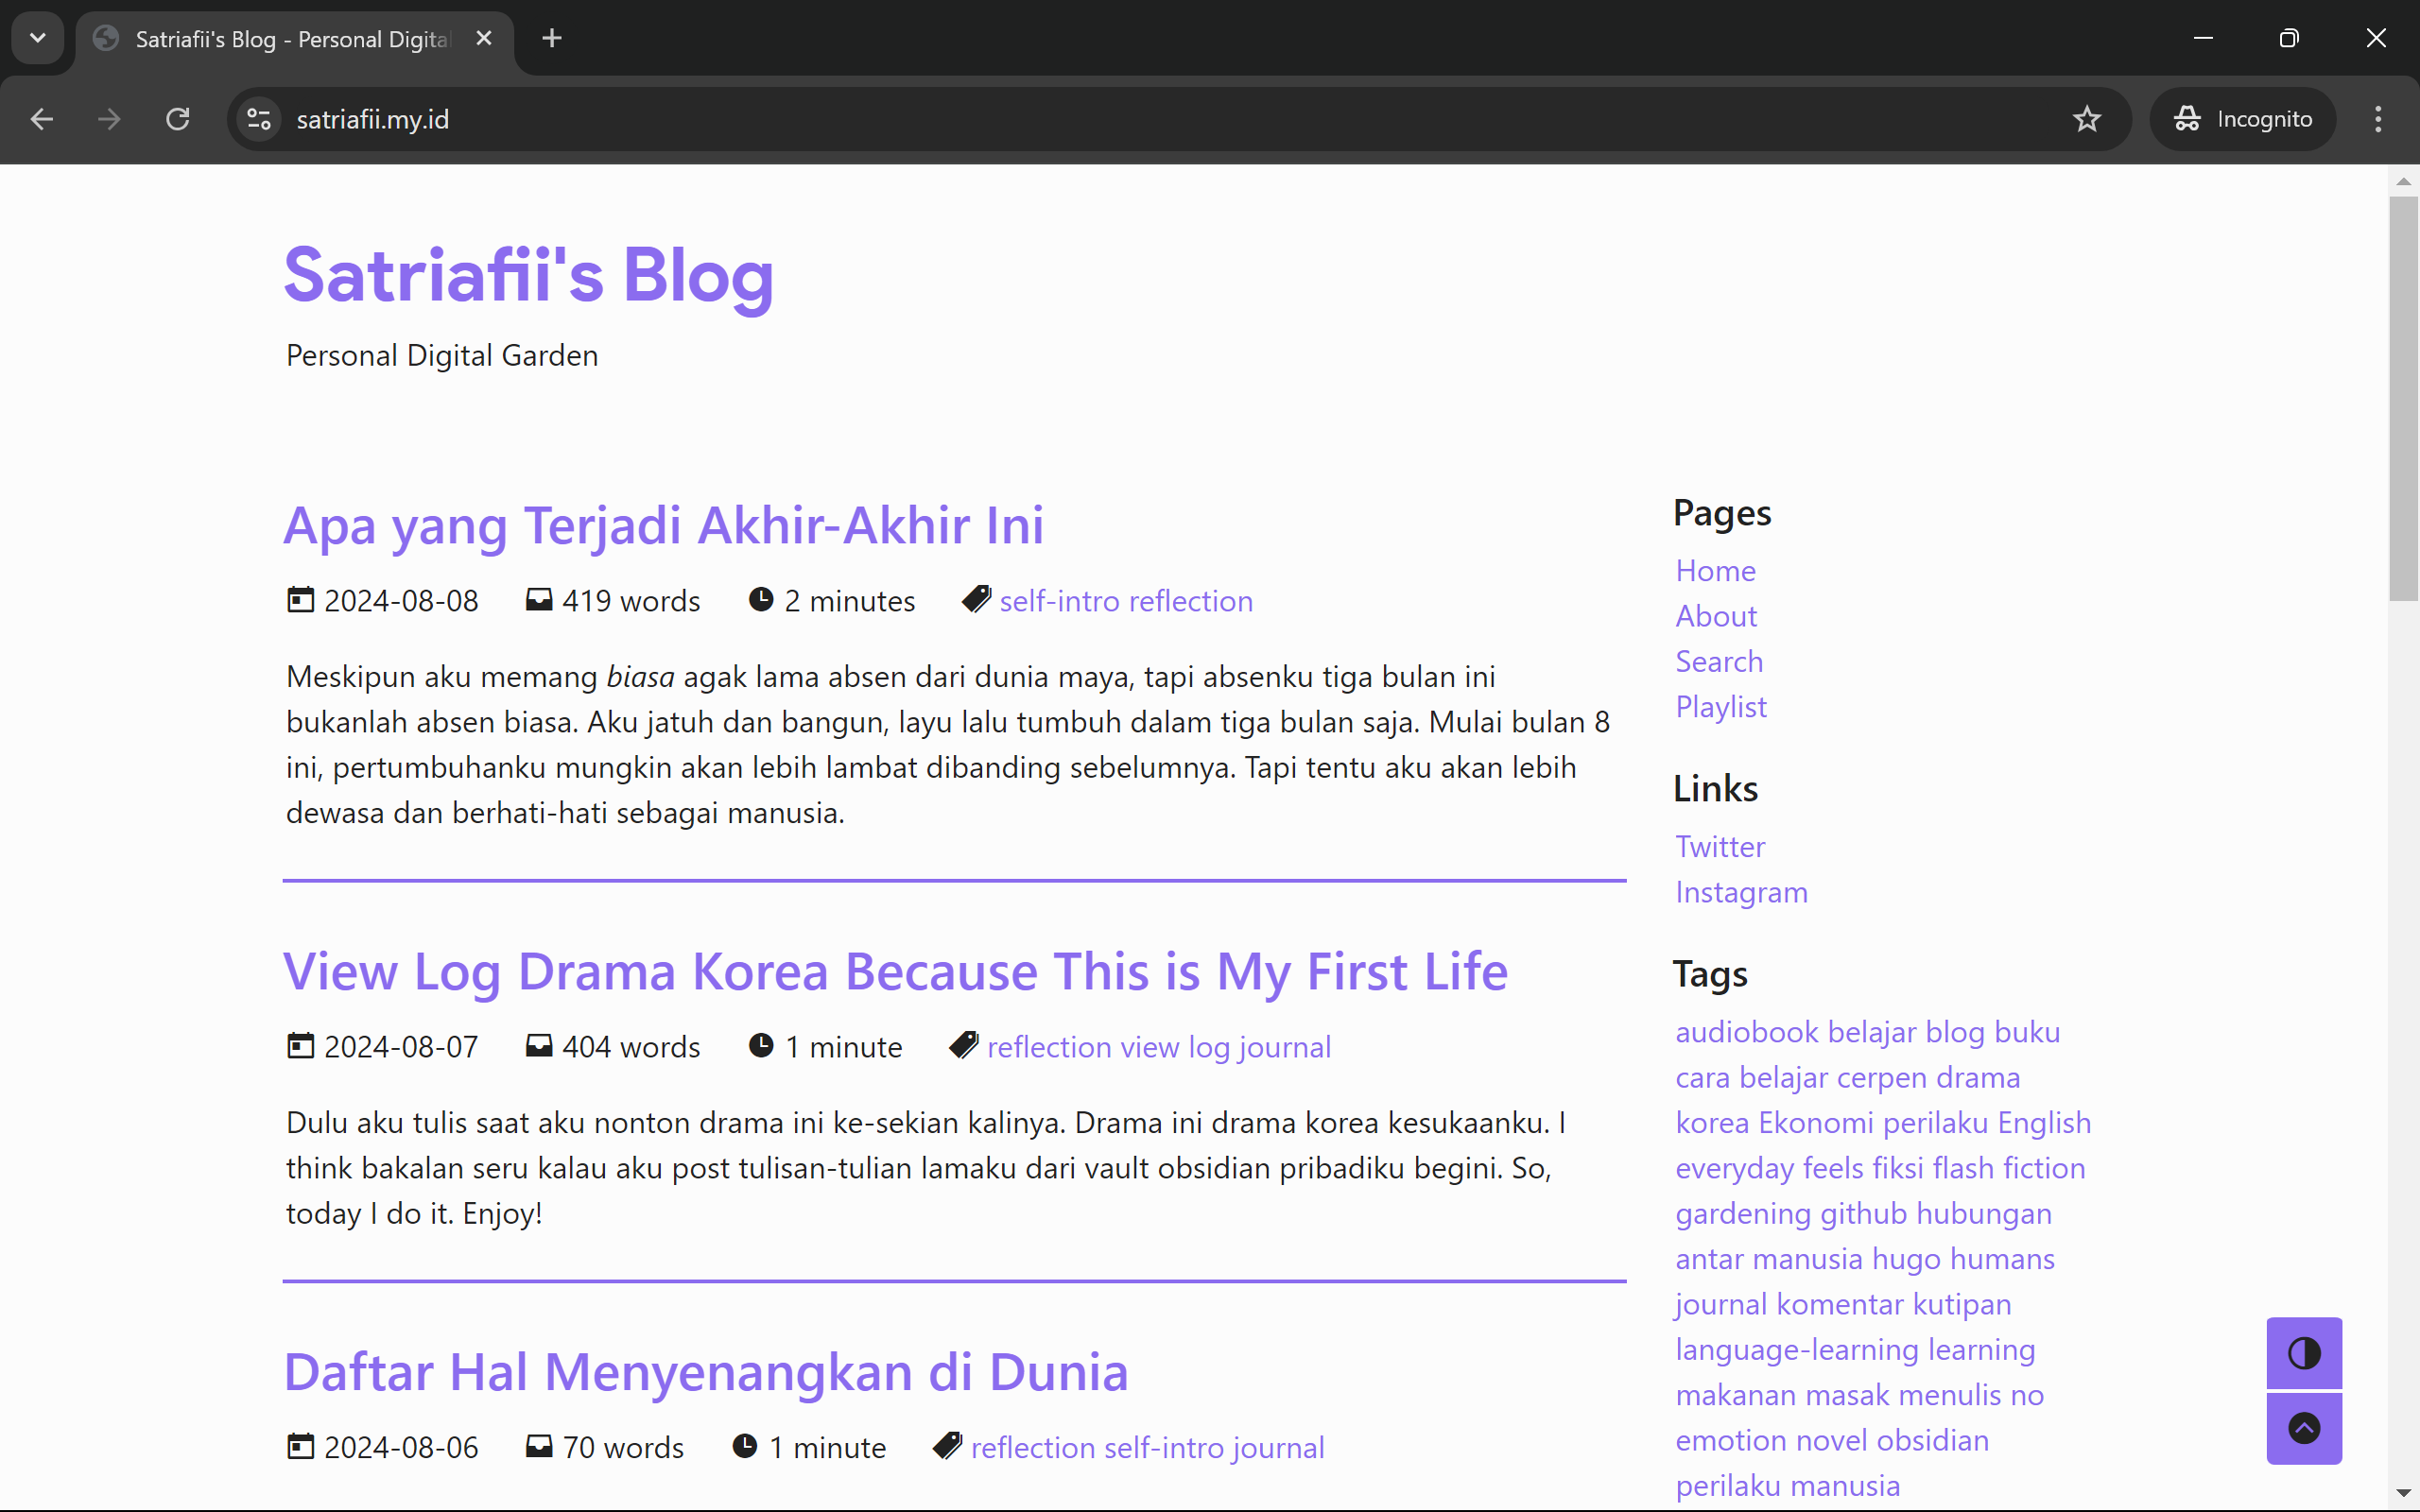 Satriafii's Blog - Personal Digita
satriafii.my.id
Incognito
Satriafii's Blog
Personal Digital Garden
Apa yang Terjadi Akhir-Akhir Ini
2024-08-08 419 words 2 minutes self-intro reflection
Meskipun aku memang biasa agak lama absen dari dunia maya, tapi absenku tiga bulan ini
bukanlah absen biasa. Aku jatuh dan bangun, layu lalu tumbuh dalam tiga bulan saja. Mulai bulan 8
ini, pertumbuhanku mungkin akan lebih lambat dibanding sebelumnya. Tapi tentu aku akan lebih
dewasa dan berhati-hati sebagai manusia.
View Log Drama Korea Because This is My First Life
2024-08-07 404 words 1 minute reflection view log journal
Dulu aku tulis saat aku nonton drama ini ke-sekian kalinya. Drama ini drama korea kesukaanku. I
think bakalan seru kalau aku post tulisan-tulian lamaku dari vault obsidian pribadiku begini. So,
today I do it. Enjoy!
Daftar Hal Menyenangkan di Dunia
2024-08-06 70 words 1 minute reflection self-intro journal
Pages
Home
About
Search
Playlist
Links
Twitter
Instagram
Tags
audiobook belajar blog buku
cara belajar cerpen drama
korea Ekonomi perilaku English
everyday feels fiksi flash fiction
gardening github hubungan
antar manusia hugo humans
journal komentar kutipan
language-learning learning
makanan masak menulis no
emotion novel obsidian
perilaku manusia